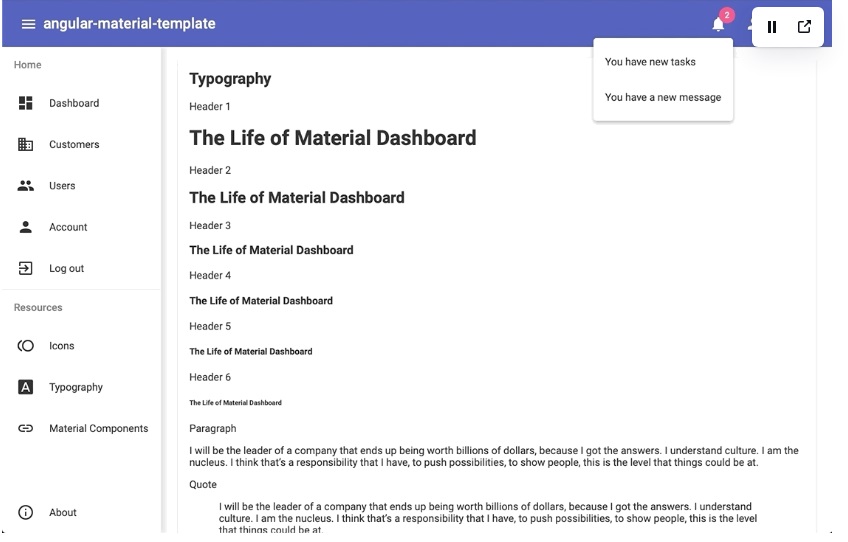 angular-material-template
2
You have new tasks
You have a new message
Home
Dashboard
Customers
Users
Account
Log out
Resources
Icons
A Typography
Material Components
About
Typography
Header 1
The Life of Material Dashboard
Header 2
The Life of Material Dashboard
Header 3
The Life of Material Dashboard
Header 4
The Life of Material Dashboard
Header 5
The Life of Material Dashboard
Header 6
The Life of Material Dashboard
Paragraph
I will be the leader of a company that ends up being worth billions of dollars, because I got the answers. I understand culture. I am the
nucleus. I think that's a responsibility that I have, to push possibilities, to show people, this is the level that things could be at.
Quote
I will be the leader of a company that ends up being worth billions of dollars, because I got the answers. I understand
culture. I am the nucleus. I think that's a responsibility that I have, to push possibilities, to show people, this is the level
that things could be at.